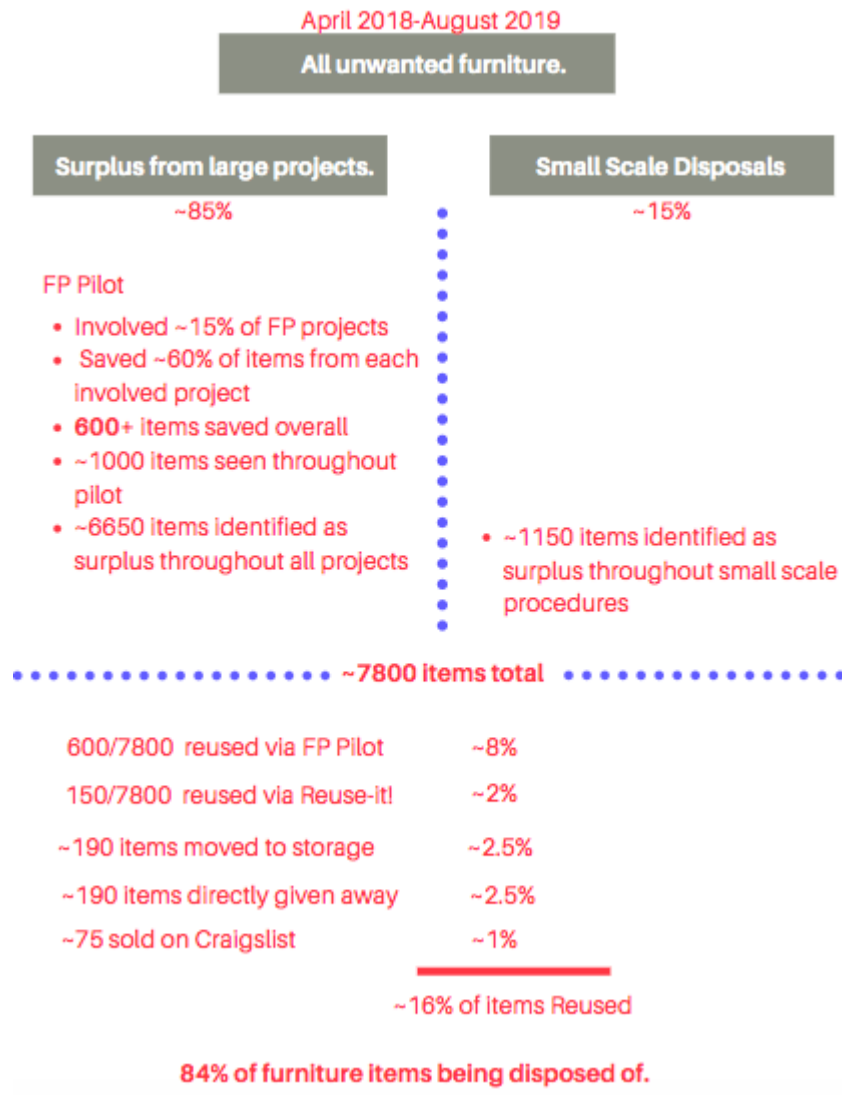 April 2018-August 2019
All unwanted furniture.
Surplus from large projects.
~85%
FP Pilot
• Involved ~15% of FP projects
• Saved ~60% of items from each
involved project
• 600+ items saved overall
• ~1000 items seen throughout
pilot
• ~6650 items identified as
surplus throughout all projects
Small Scale Disposals
~15%
• ~1150 items identified as
surplus throughout small scale
procedures
~7800 items total
600/7800 reused via FP Pilot ~8%
150/7800 reused via Reuse-it! ~2%
~190 items moved to storage ~2.5%
~190 items directly given away ~2.5%
~75 sold on Craigslist ~1%
~16% of items Reused
84% of furniture items being disposed of.